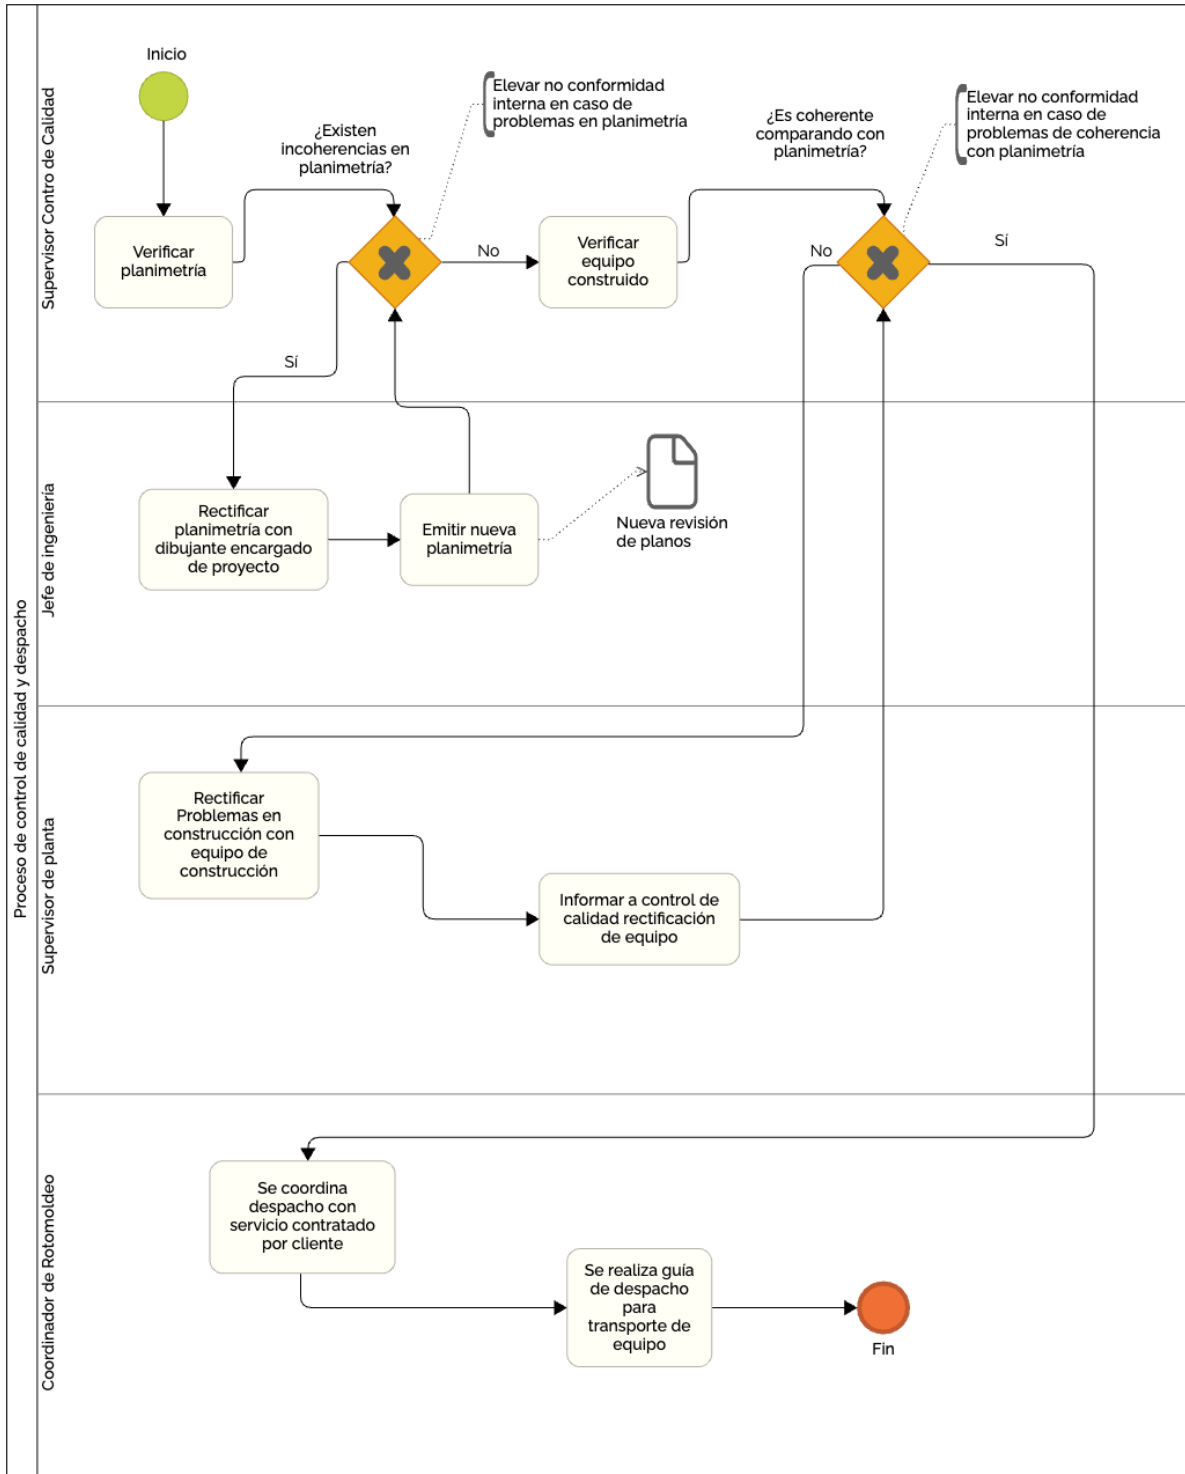 Proceso de control de calidad y despacho
Supervisor Contro de Calidad
Inicio
Verificar
planimetría
¿Existen
incoherencias en
planimetría?
Elevar no conformidad
interna en caso de
problemas en planimetría
No
Sí
Verificar
equipo
construido
¿Es coherente
comparando con
planimetría?
Elevar no conformidad
interna en caso de
problemas de coherencia
con planimetría
No
Sí
Jefe de ingeniería
Rectificar
planimetría con
dibujante encargado
de proyecto
Emitir nueva
planimetría
Nueva revisión
de planos
Supervisor de planta
Rectificar
Problemas en
construcción con
equipo de
construcción
Informar a control de
calidad rectificación
de equipo
Coordinador de Rotomoldeo
Se coordina
despacho con
servicio contratado
por cliente
Se realiza guía
de despacho
para
transporte de
equipo
Fin